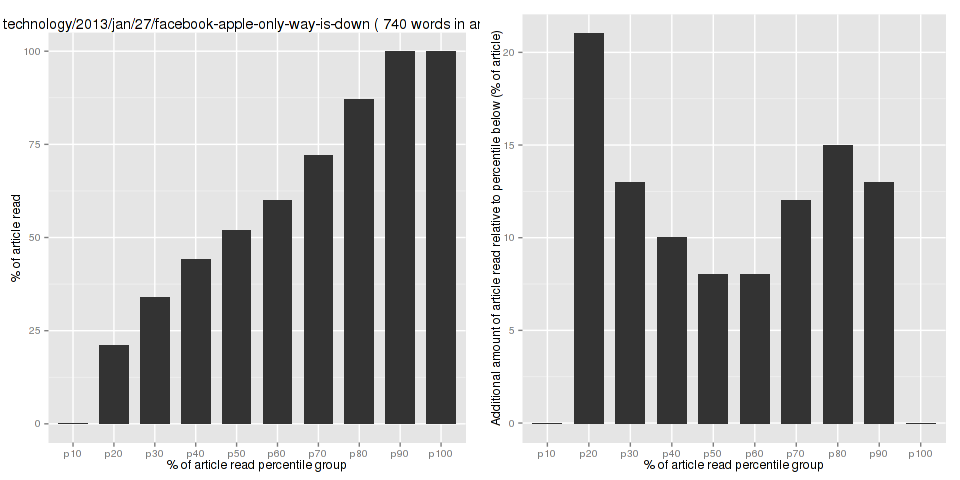 technology/2013/jan/27/facebook-apple-only-way-is-down ( 740 words in ar
% of article read
100
75
50
25
0
p10 p20 p30 p40 p50 p60 p70 p80 p90 p100
% of article read percentile group
Additional amount of article read relative to percentile below (% of article)
20
15
10
5
0
p10 p20 p30 p40 p50 p60 p70 p80 p90 p100
% of article read percentile group